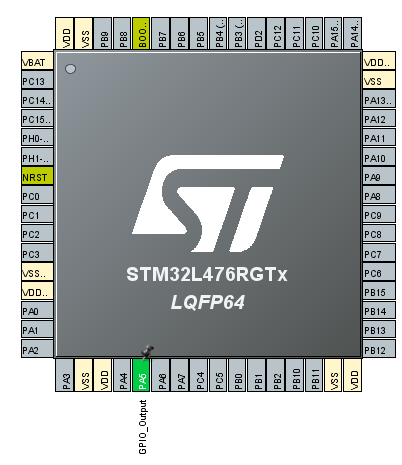 VDD
VSS
PB9
PB8
BOO..
PB7
PB6
PB5
PB4 (..
PB3 (..
PD2
PC12
PC11
PC10
PA15..
PA14..
VBAT
PC13
PC14..
PC15..
PH0-..
PH1-..
NRST
PC0
PC1
PC2
PC3
VSS..
VDD..
PA0
PA1
PA2
STM32L476RGTx
LQFP64
VDD..
VSS
PA13..
PA12
PA11
PA10
PA9
PA8
PC9
PC8
PC7
PC6
PB15
PB14
PB13
PB12
PA3
VSS
VDD
PA4
PA5
PA6
PA7
PC4
PC5
PB0
PB1
PB2
PB10
PB11
VSS
VDD
GPIO_Output